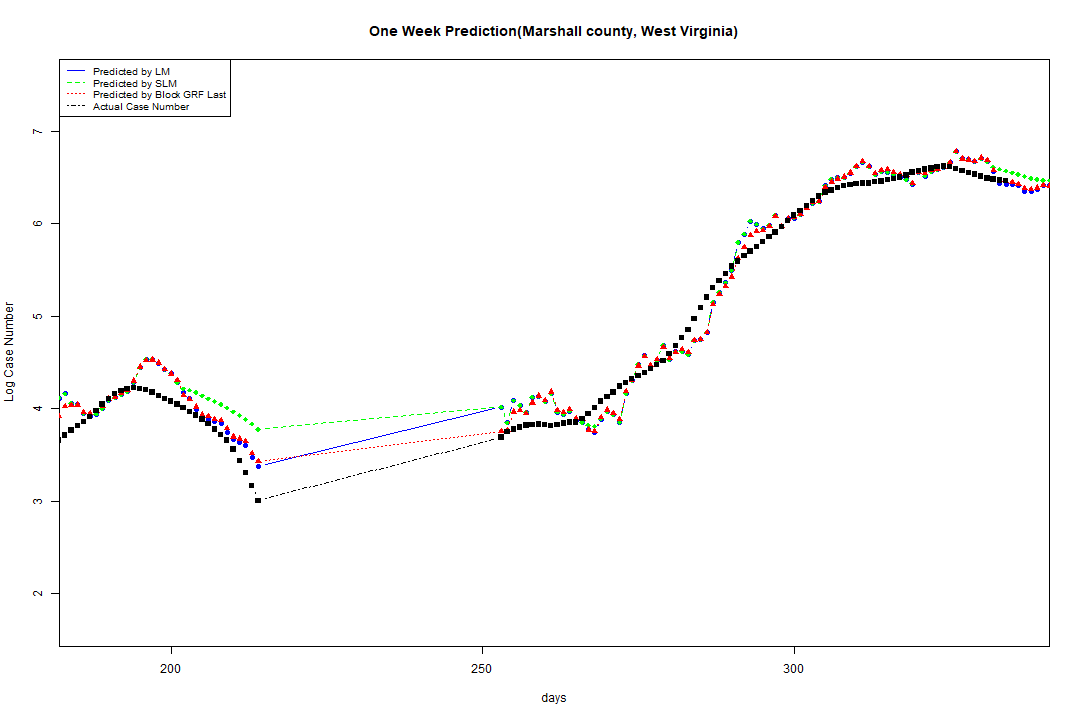 One Week Prediction(Marshall county, West Virginia)
Predicted by LM
Predicted by SLM
Predicted by Block GRF Last
Actual Case Number
7
6
5
4
3
2
Log Case Number
200
250
300
days